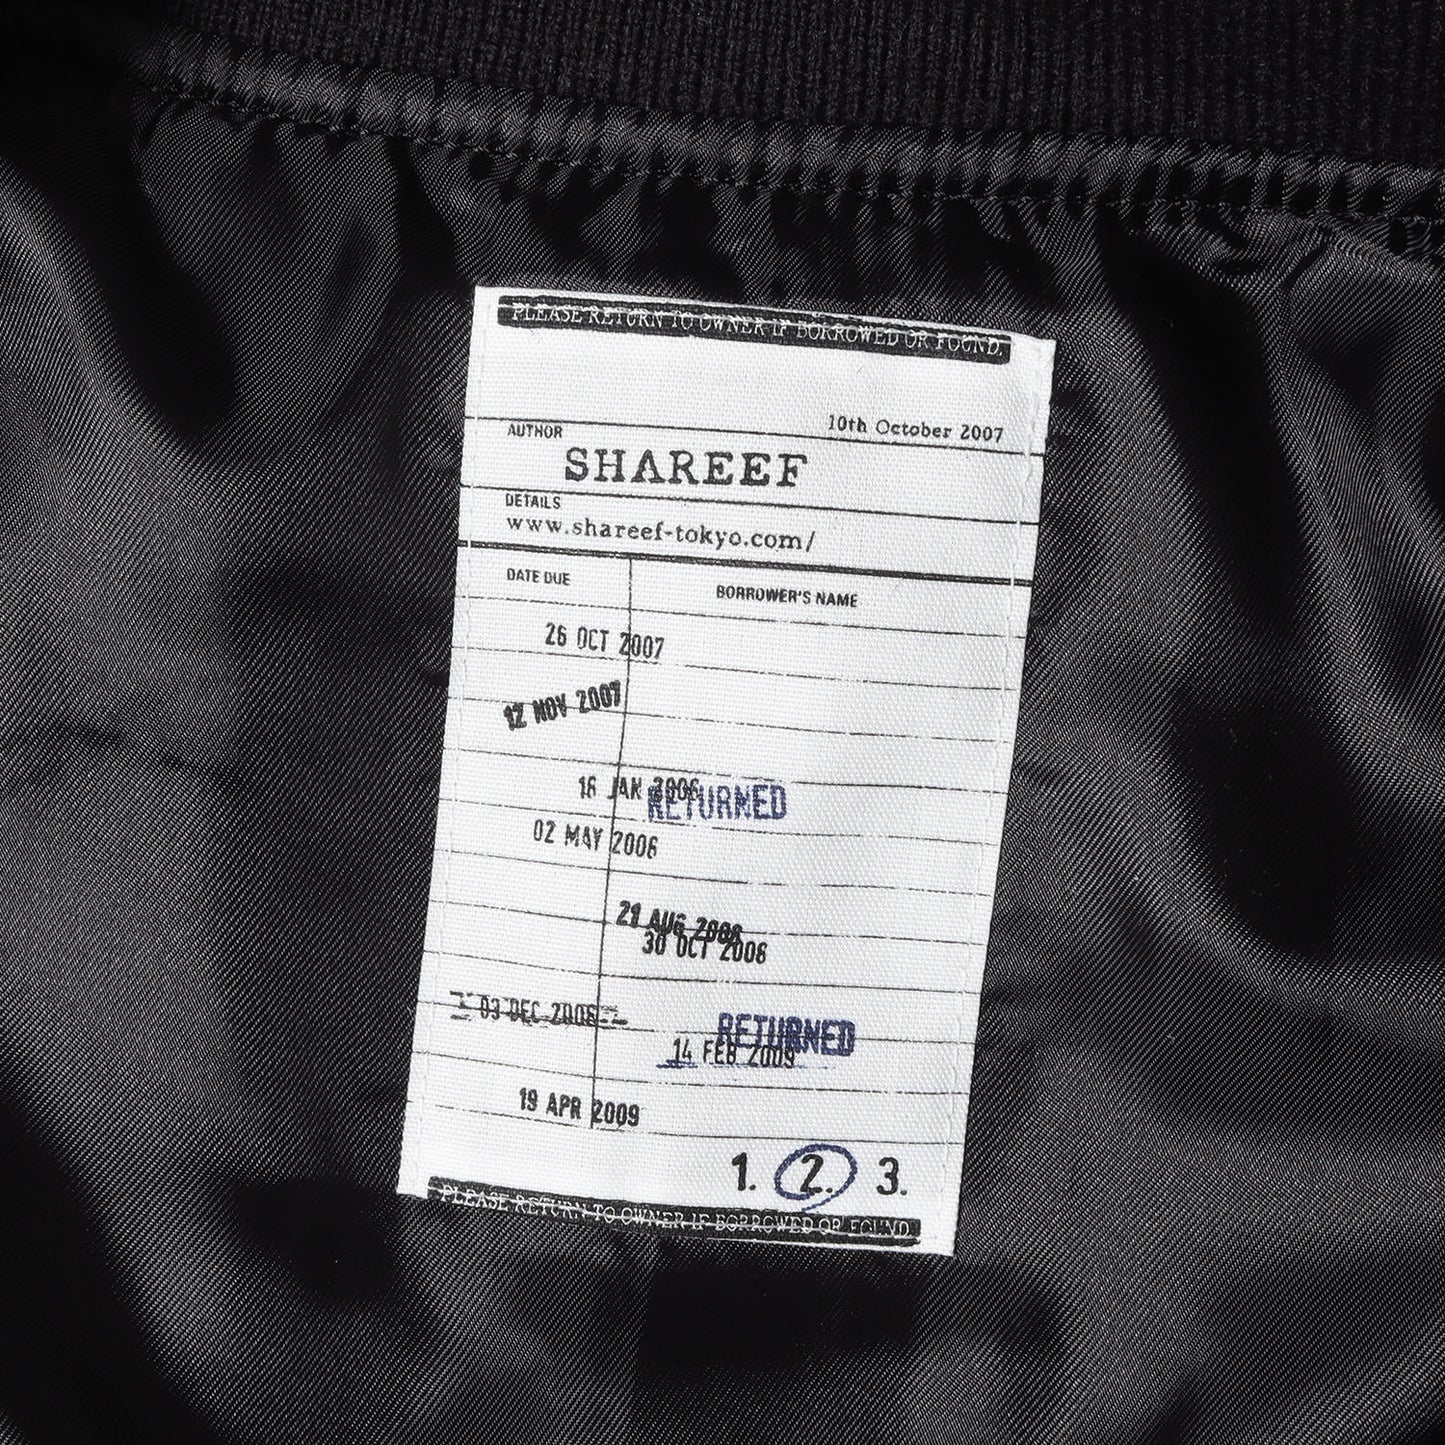 PLEASE RETURN TO OWNER IF BORROWED OR FOUND.
10th October 2007
AUTHOR
SHAREEF
DETAILS
www.shareef-tokyo.com/
DATE DUE
BORROWER'S NAME
26 OCT 2007
12 NOV 2007
16 JAN
RETURNED
02 MAY 2008
AUG 2008
30 OCT 2008
03 DEC 2008
RETURNED
14 FEB 2009
19 APR 2009
1. 2. 3.
PLEASE RETURN TO OWNER IF BORROWED OR FOUND.